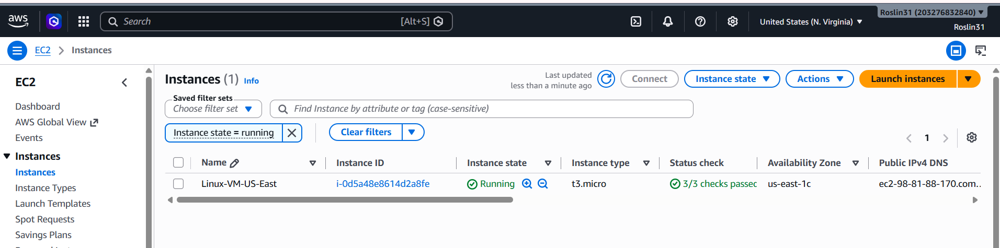 aws
Search [Alt+S]
United States (N. Virginia)
Roslin31 (203276832840)
Roslin31
EC2 Instances
EC2
Dashboard
AWS Global View
Events
Instances
Instances
Instance Types
Launch Templates
Spot Requests
Savings Plans
Instances (1) Info
Last updated
less than a minute ago
Connect
Instance state
Actions
Launch instances
Saved filter sets
Choose filter set
Find Instance by attribute or tag (case-sensitive)
Instance state = running
Clear filters
1
Name Instance ID Instance state Instance type Status check Availability Zone Public IPv4 DNS
Linux-VM-US-East i-0d5a48e8614d2a8fe Running t3.micro 3/3 checks passed us-east-1c ec2-98-81-88-170.com...